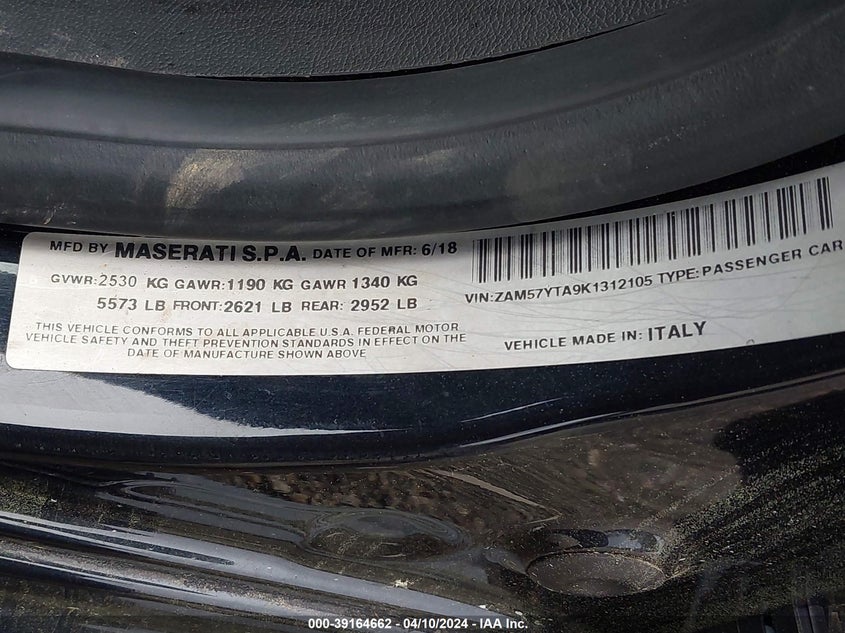 MFD BY MASERATI S.P.A. DATE OF MFR: 6/18
GVWR:2530 KG GAWR:1190 KG GAWR 1340 KG
5573 LB FRONT:2621 LB REAR: 2952 LB
THIS VEHICLE CONFORMS TO ALL APPLICABLE U.S.A. FEDERAL MOTOR
VEHICLE SAFETY AND THEFT PREVENTION STANDARDS IN EFFECT ON THE
DATE OF MANUFACTURE SHOWN ABOVE
VIN:ZAM57YTA9K1312105 TYPE: PASSENGER CAR
VEHICLE MADE IN: ITALY
000-39164662 - 04/10/2024 - IAA Inc.